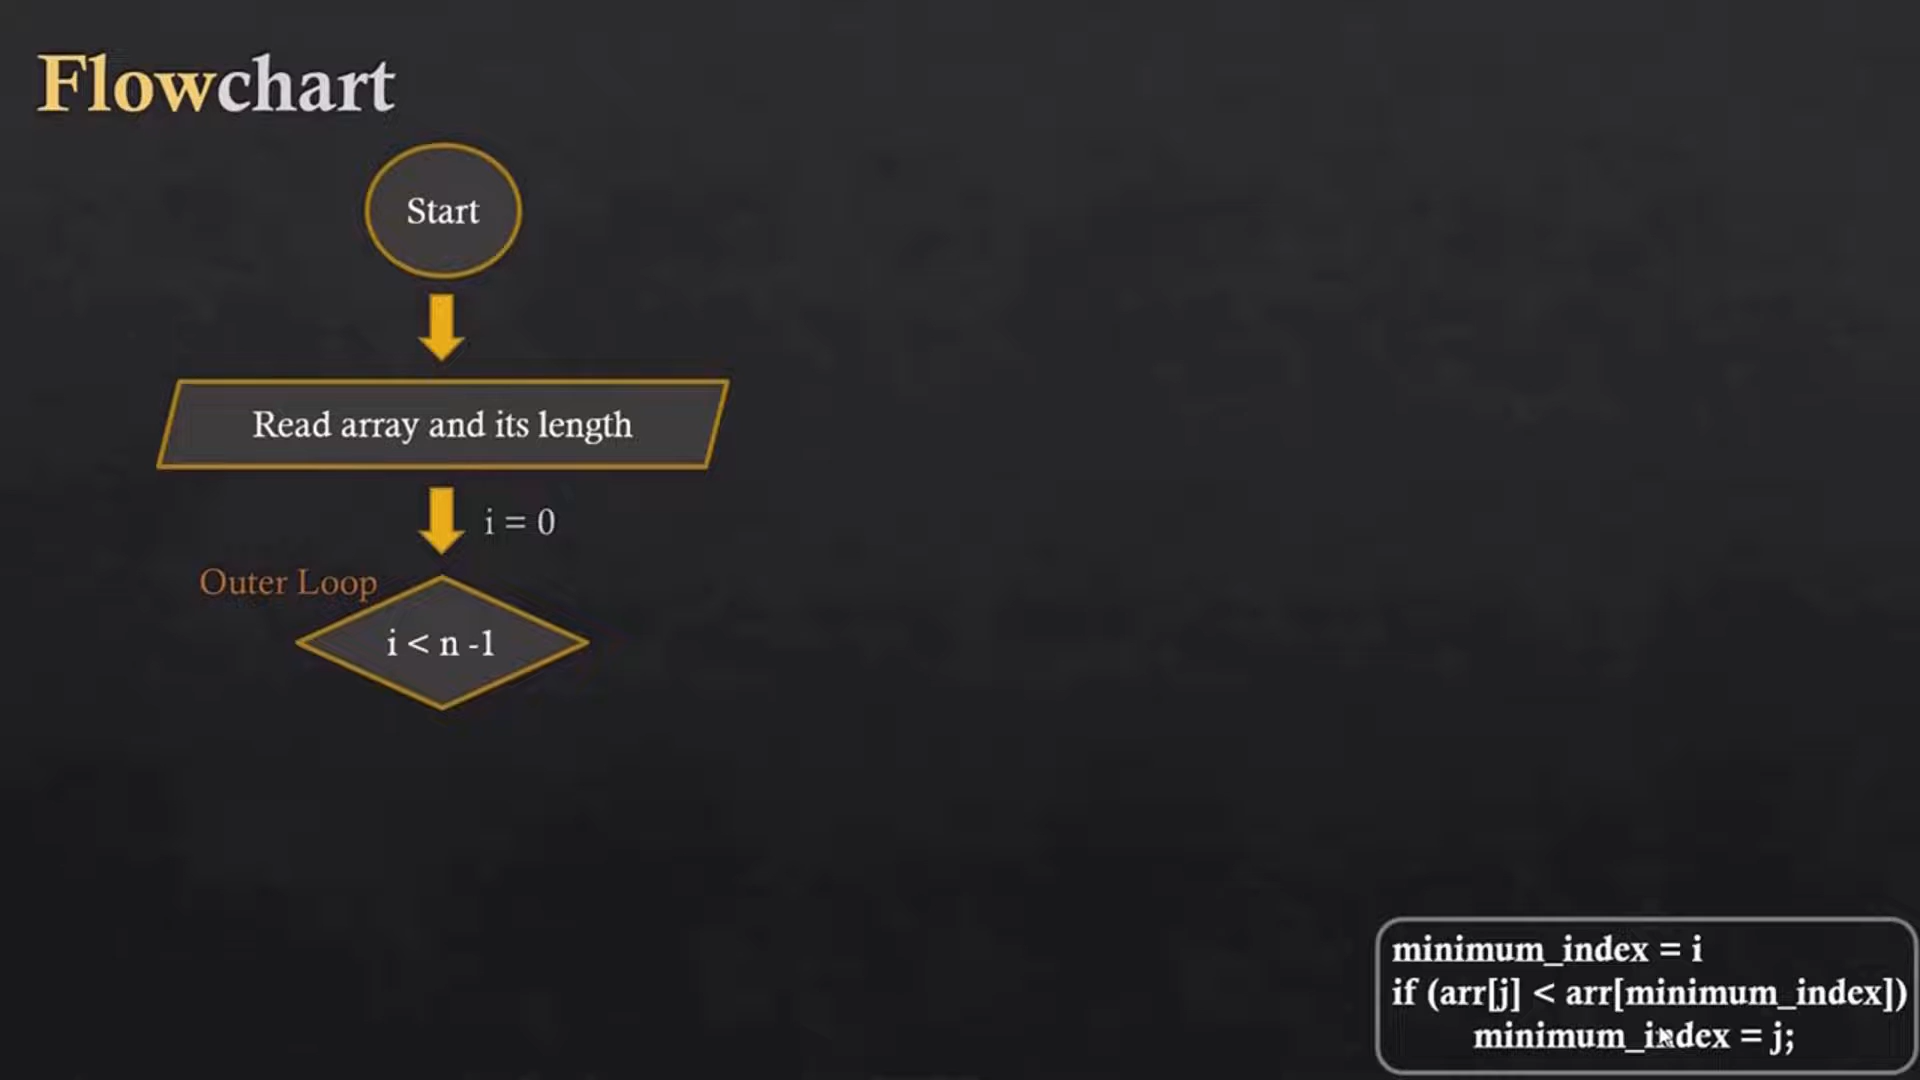 Flowchart
Start
Read array and its length
i = 0
Outer Loop
i < n -1
minimum_index = i
if (arr[j] < arr[minimum_index])
minimum_index = j;